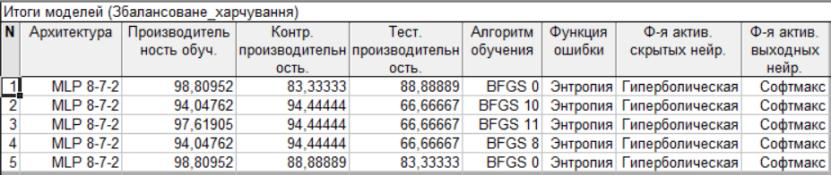 Итоги моделей (Збалансоване_харчування)
N Архитектура Производитель ность обуч. Контр. производительн ость. Тест. производительн ость. Алгоритм обучения Функция ошибки Ф-я актив. скрытых нейр. Ф-я актив. выходных нейр.
1 MLP 8-7-2 98,80952 83,33333 88,88889 BFGS 0 Энтропия Гиперболическая Софтмакс
2 MLP 8-7-2 94,04762 94,44444 66,66667 BFGS 10 Энтропия Гиперболическая Софтмакс
3 MLP 8-7-2 97,61905 94,44444 66,66667 BFGS 11 Энтропия Гиперболическая Софтмакс
4 MLP 8-7-2 94,04762 94,44444 66,66667 BFGS 8 Энтропия Гиперболическая Софтмакс
5 MLP 8-7-2 98,80952 88,88889 83,33333 BFGS 0 Энтропия Гиперболическая Софтмакс